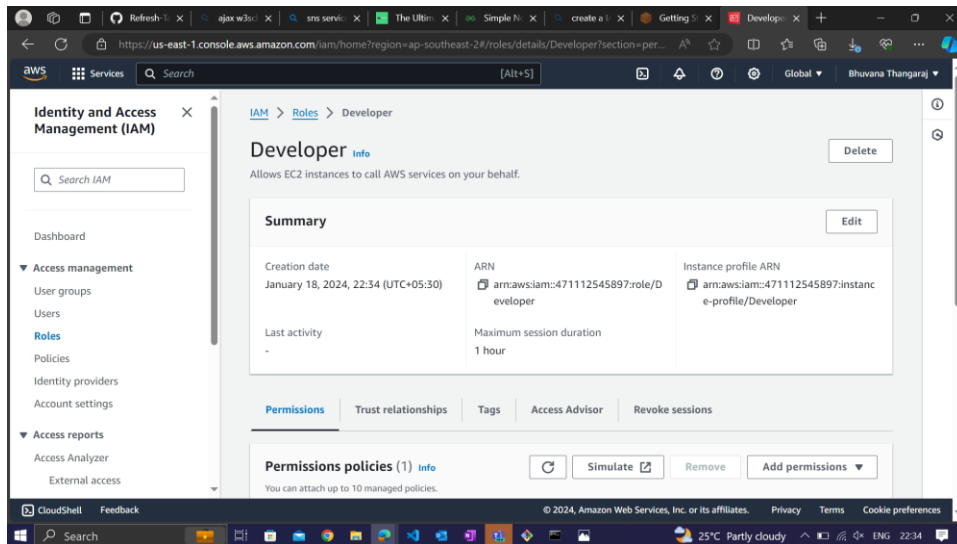 Refresh-Ta
ajax w3scl
sns servic
The Ultim
Simple No
Getting St
Develope
https://us-east-1.console.aws.amazon.com/iam/home?region=ap-southeast-2#/roles/details/Developer?section=per...
aws
Services
Search
[Alt+S]
Global
Bhuvana Thangaraj
Identity and Access
Management (IAM)
Search IAM
Dashboard
Access management
User groups
Users
Roles
Policies
Identity providers
Account settings
Access reports
Access Analyzer
External access
IAM > Roles > Developer
Developer Info
Delete
Allows EC2 instances to call AWS services on your behalf.
Summary
Edit
Creation date
January 18, 2024, 22:34 (UTC+05:30)
ARN
arn:aws:iam::471112545897:role/D
eveloper
Instance profile ARN
arn:aws:iam::471112545897:instanc
e-profile/Developer
Last activity
-
Maximum session duration
1 hour
Permissions
Trust relationships
Tags
Access Advisor
Revoke sessions
Permissions policies (1) Info
Simulate
Remove
Add permissions
You can attach up to 10 managed policies.
CloudShell
Feedback
© 2024, Amazon Web Services, Inc. or its affiliates.
Privacy
Terms
Cookie preferences
Search
25°C Partly cloudy
ENG
22:34